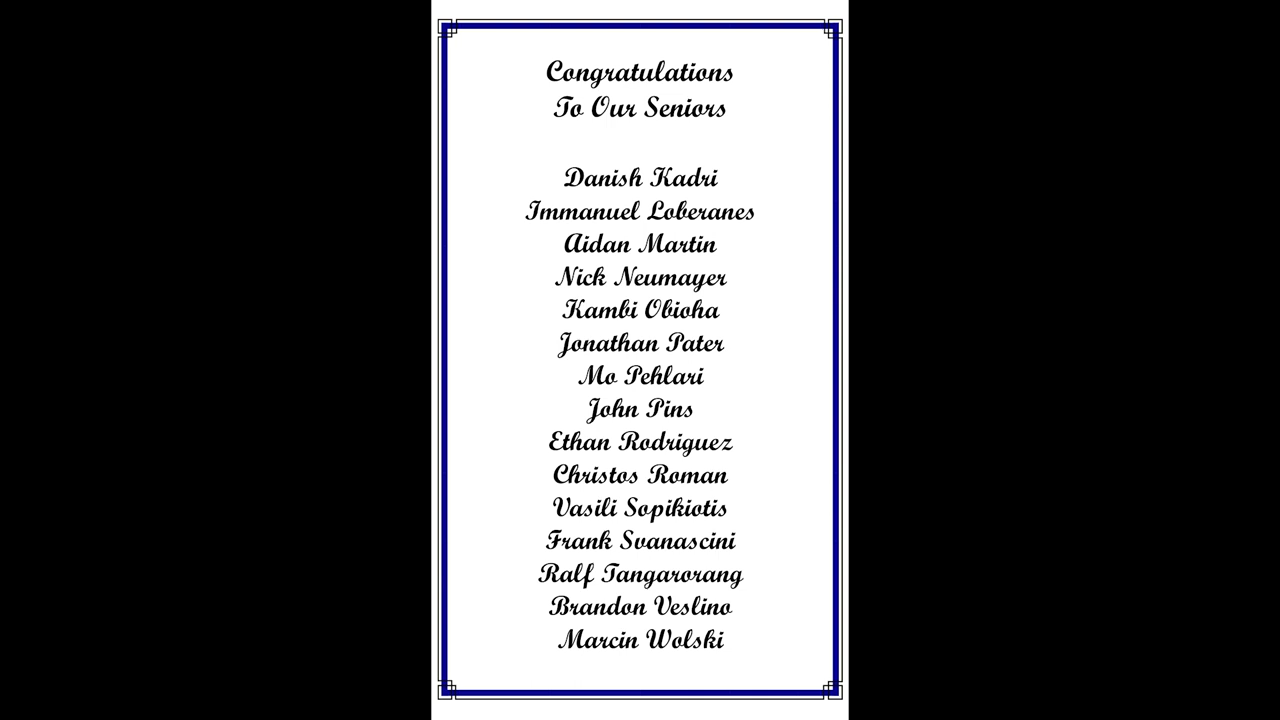 Congratulations
To Our Seniors
Danish Kadri
Immanuel Loberanes
Aidan Martin
Nick Neumayer
Kambi Obioha
Jonathan Pater
Mo Pehlari
John Pins
Ethan Rodriguez
Christos Roman
Vasili Sopikiotis
Frank Svanascini
Ralf Tangarorang
Brandon Veslino
Marcin Wolski